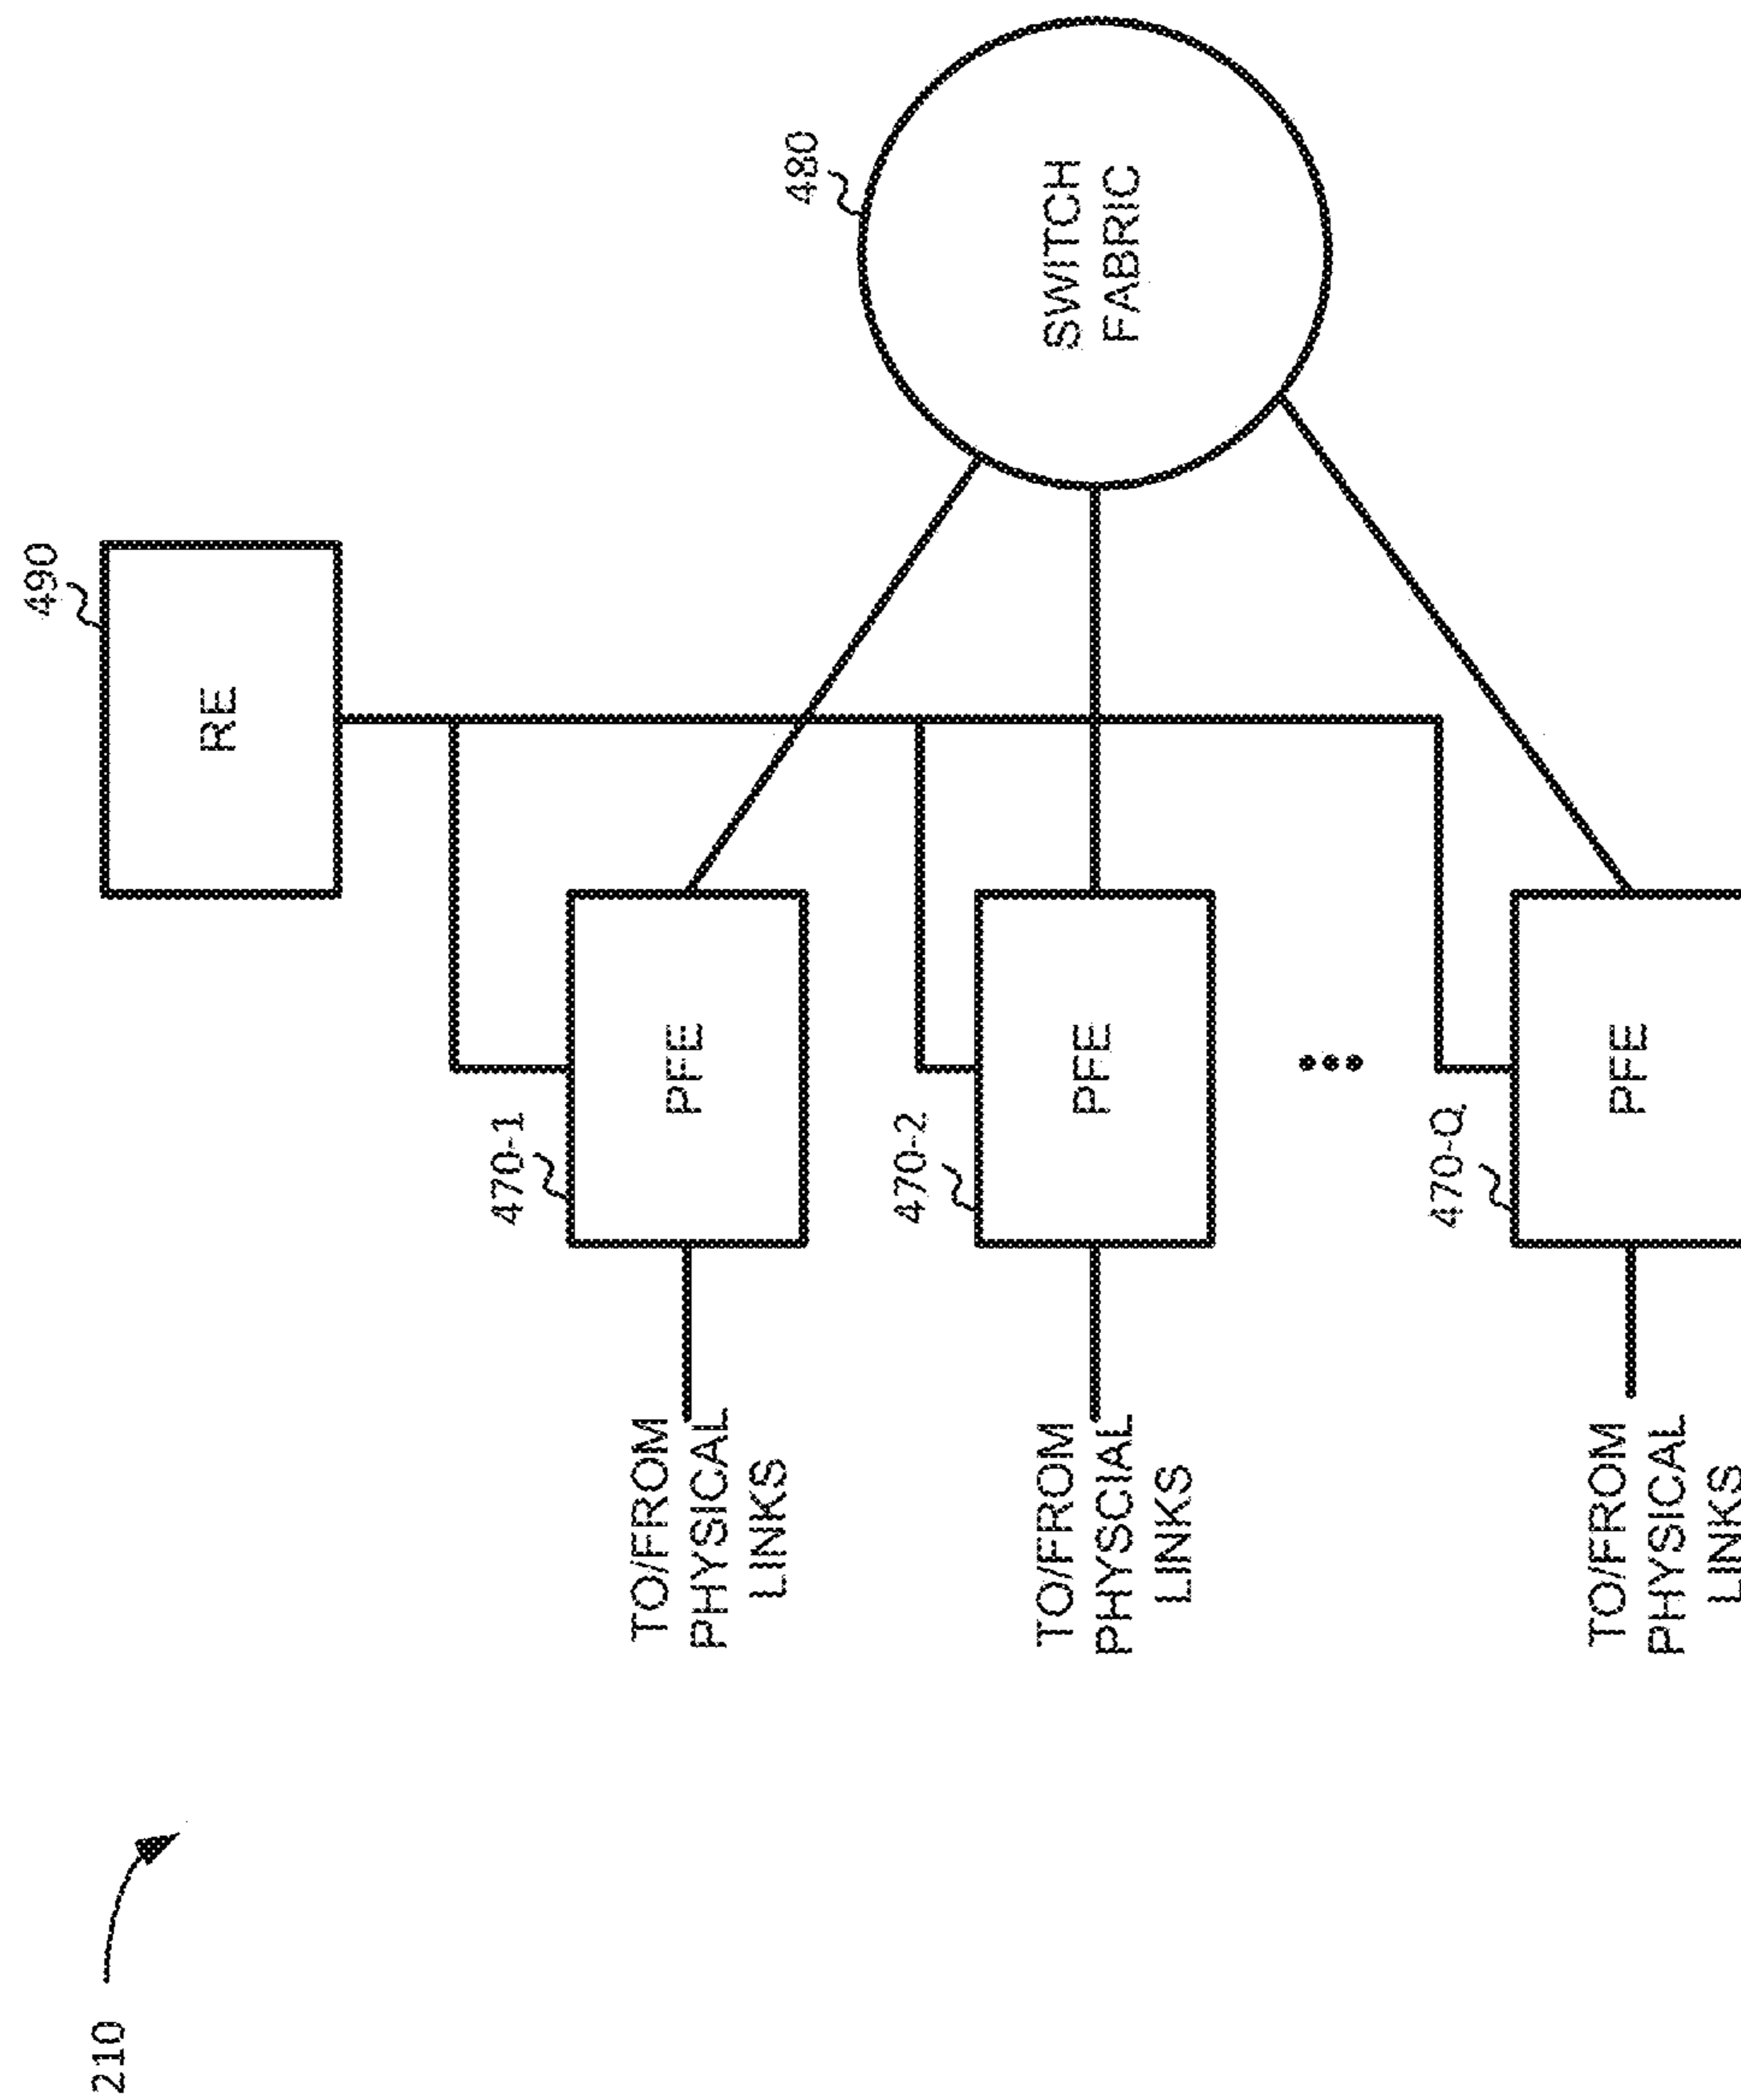 210
490
RE
470-1
TO/FROM
PHYSICAL
LINKS
PFE
480
SWITCH
FABRIC
470-2
TO/FROM
PHYSCIAL
LINKS
PFE
470-Q
TO/FROM
PHYSICAL
LINKS
PFE